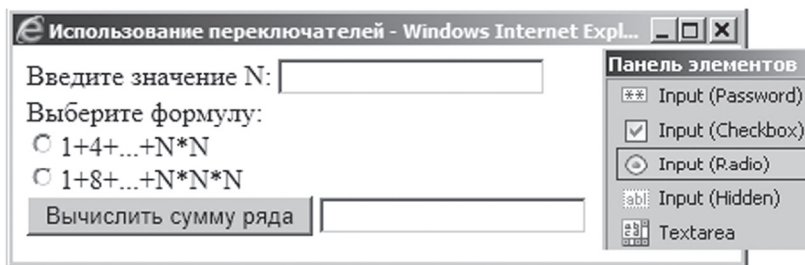 Использование переключателей - Windows Internet Expl...
Введите значение N:
Выберите формулу:
1+4+...+N*N
1+8+...+N*N*N
Вычислить сумму ряда
Панель элементов
Input (Password)
Input (Checkbox)
Input (Radio)
abl Input (Hidden)
Textarea